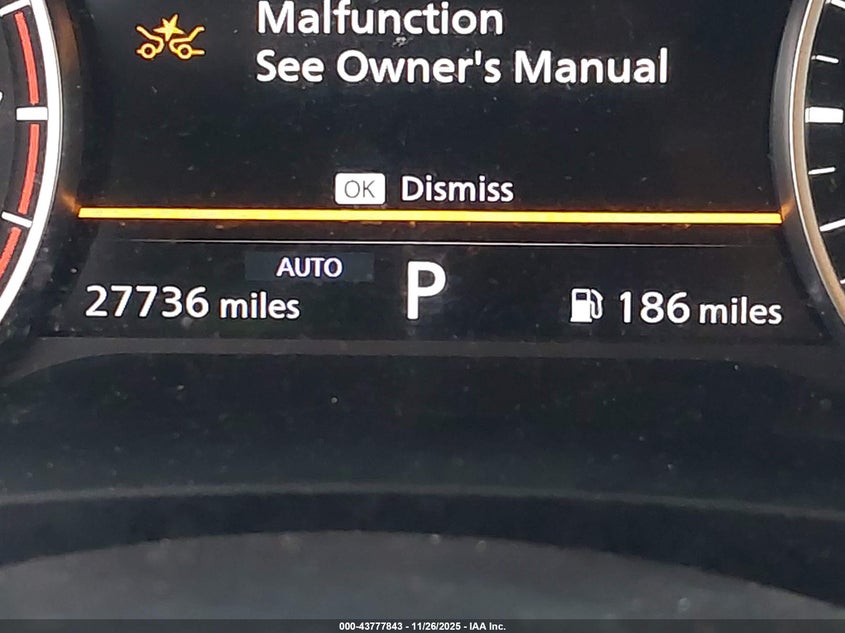 Malfunction
See Owner's Manual
OK Dismiss
AUTO
P
27736 miles
186 miles
000-43777843 - 11/26/2025 - IAA Inc.